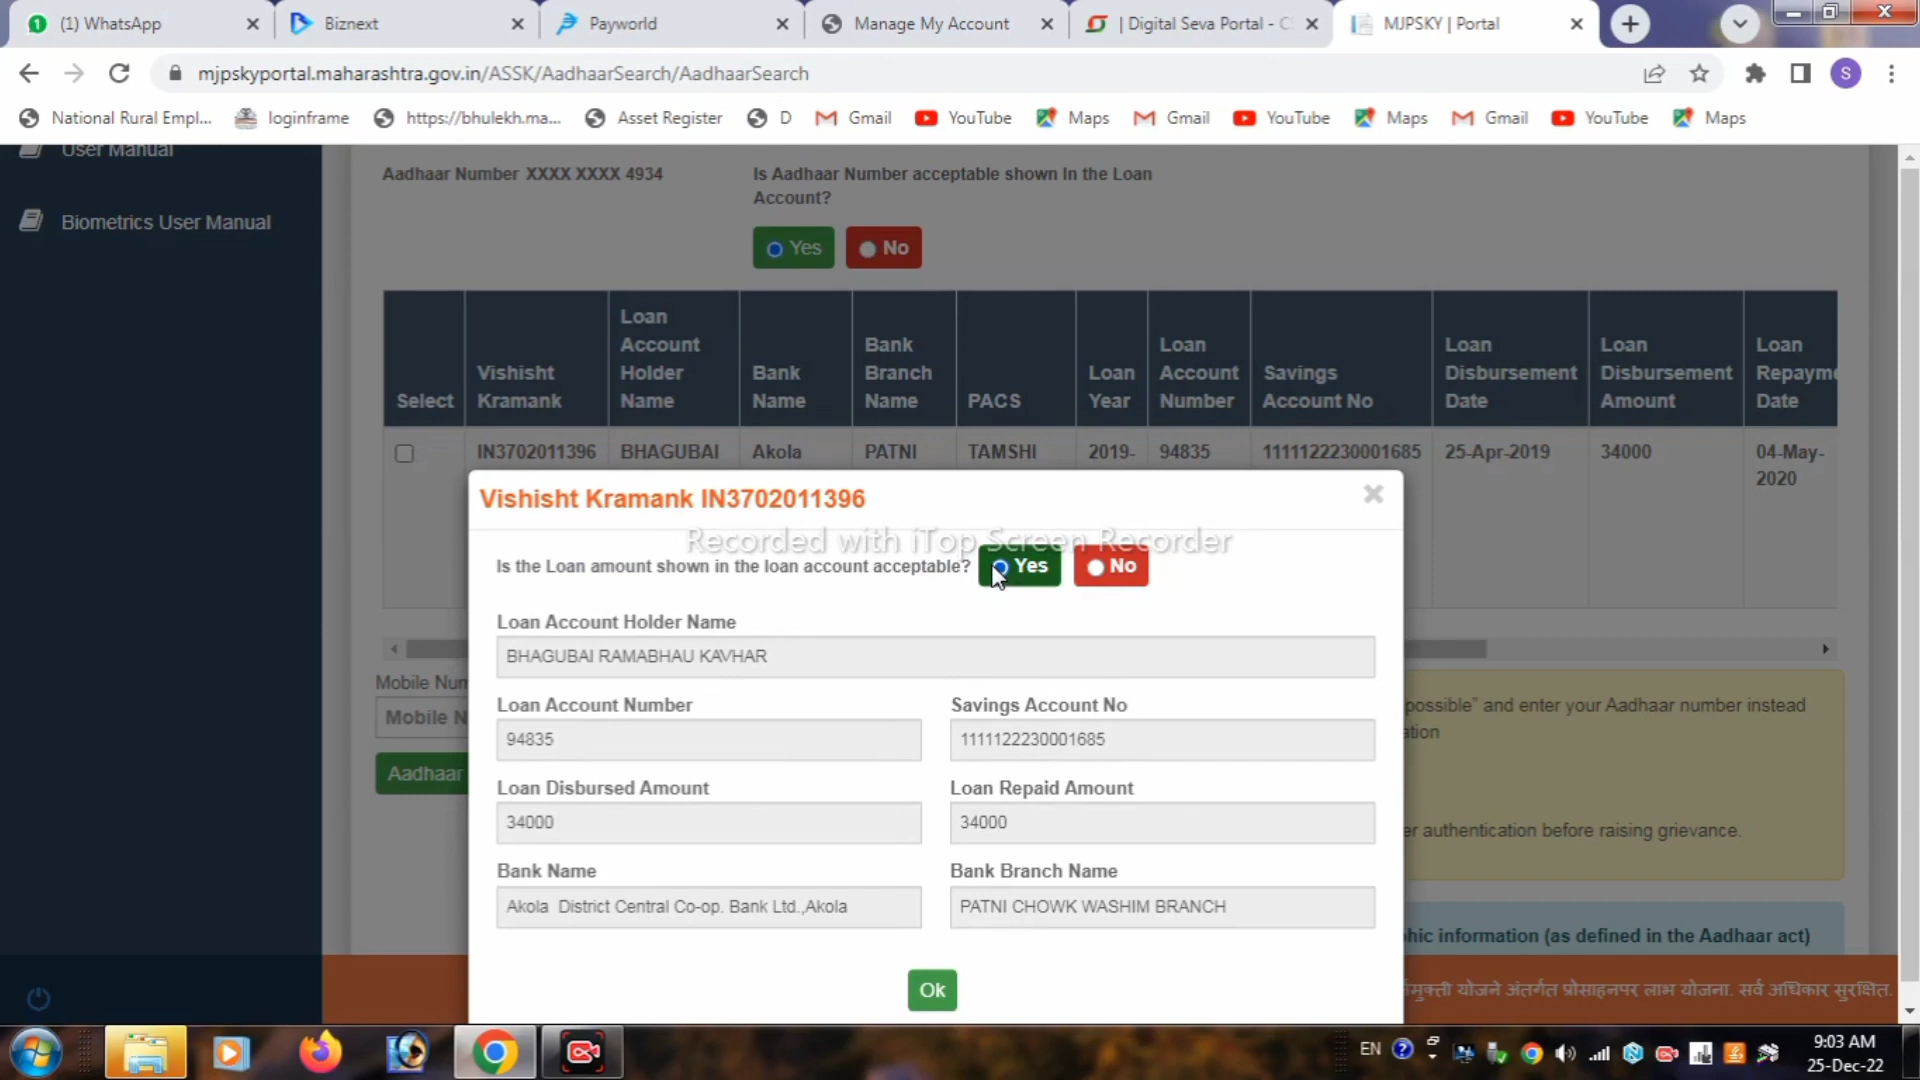 (1) WhatsApp
Biznext
Payworld
Manage My Account
| Digital Seva Portal - CS
MJPSKY | Portal
mjpskyportal.maharashtra.gov.in/ASSK/AadhaarSearch/AadhaarSearch
S
National Rural Empl...
loginframe
https://bhulekh.ma...
Asset Register
D
Gmail
YouTube
Maps
Gmail
YouTube
Maps
Gmail
YouTube
Maps
User Manual
Biometrics User Manual
Aadhaar Number XXXX XXXX 4934
Is Aadhaar Number acceptable shown In the Loan
Account?
Yes
No
Select
Vishisht Kramank
Loan Account Holder Name
Bank Name
Bank Branch Name
PACS
Loan Year
Loan Account Number
Savings Account No
Loan Disbursement Date
Loan Disbursement Amount
Loan Repayme Date
IN3702011396
BHAGUBAI
Akola
PATNI
TAMSHI
2019-
94835
1111122230001685
25-Apr-2019
34000
04-May-
2020
Vishisht Kramank IN3702011396
Recorded with iTop Screen Recorder
Is the Loan amount shown in the loan account acceptable?
Yes
No
Loan Account Holder Name
BHAGUBAI RAMABHAU KAVHAR
Loan Account Number
Savings Account No
94835
1111122230001685
Loan Disbursed Amount
Loan Repaid Amount
34000
34000
Bank Name
Bank Branch Name
Akola District Central Co-op. Bank Ltd.,Akola
PATNI CHOWK WASHIM BRANCH
Ok
Mobile Num
Mobile N
Aadhaar
possible" and enter your Aadhaar number instead
ation
er authentication before raising grievance.
hic information (as defined in the Aadhaar act)
र्मुक्ती योजने अंतर्गत प्रोत्साहनपर लाभ योजना. सर्व अधिकार सुरक्षित.
EN
9:03 AM
25-Dec-22